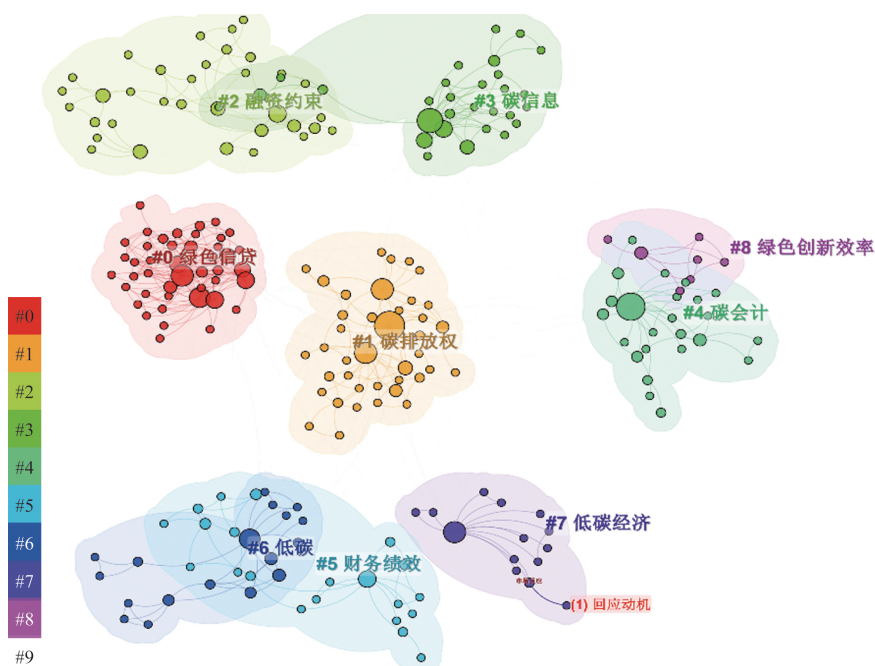 #2 融资约束
#3 碳信息
#0 绿色信贷
#8 绿色创新效率
#4 碳会计
#1 碳排放权
#7 低碳经济
#6 低碳
#5 财务绩效
(1) 回应动机
#0
#1
#2
#3
#4
#5
#6
#7
#8
#9